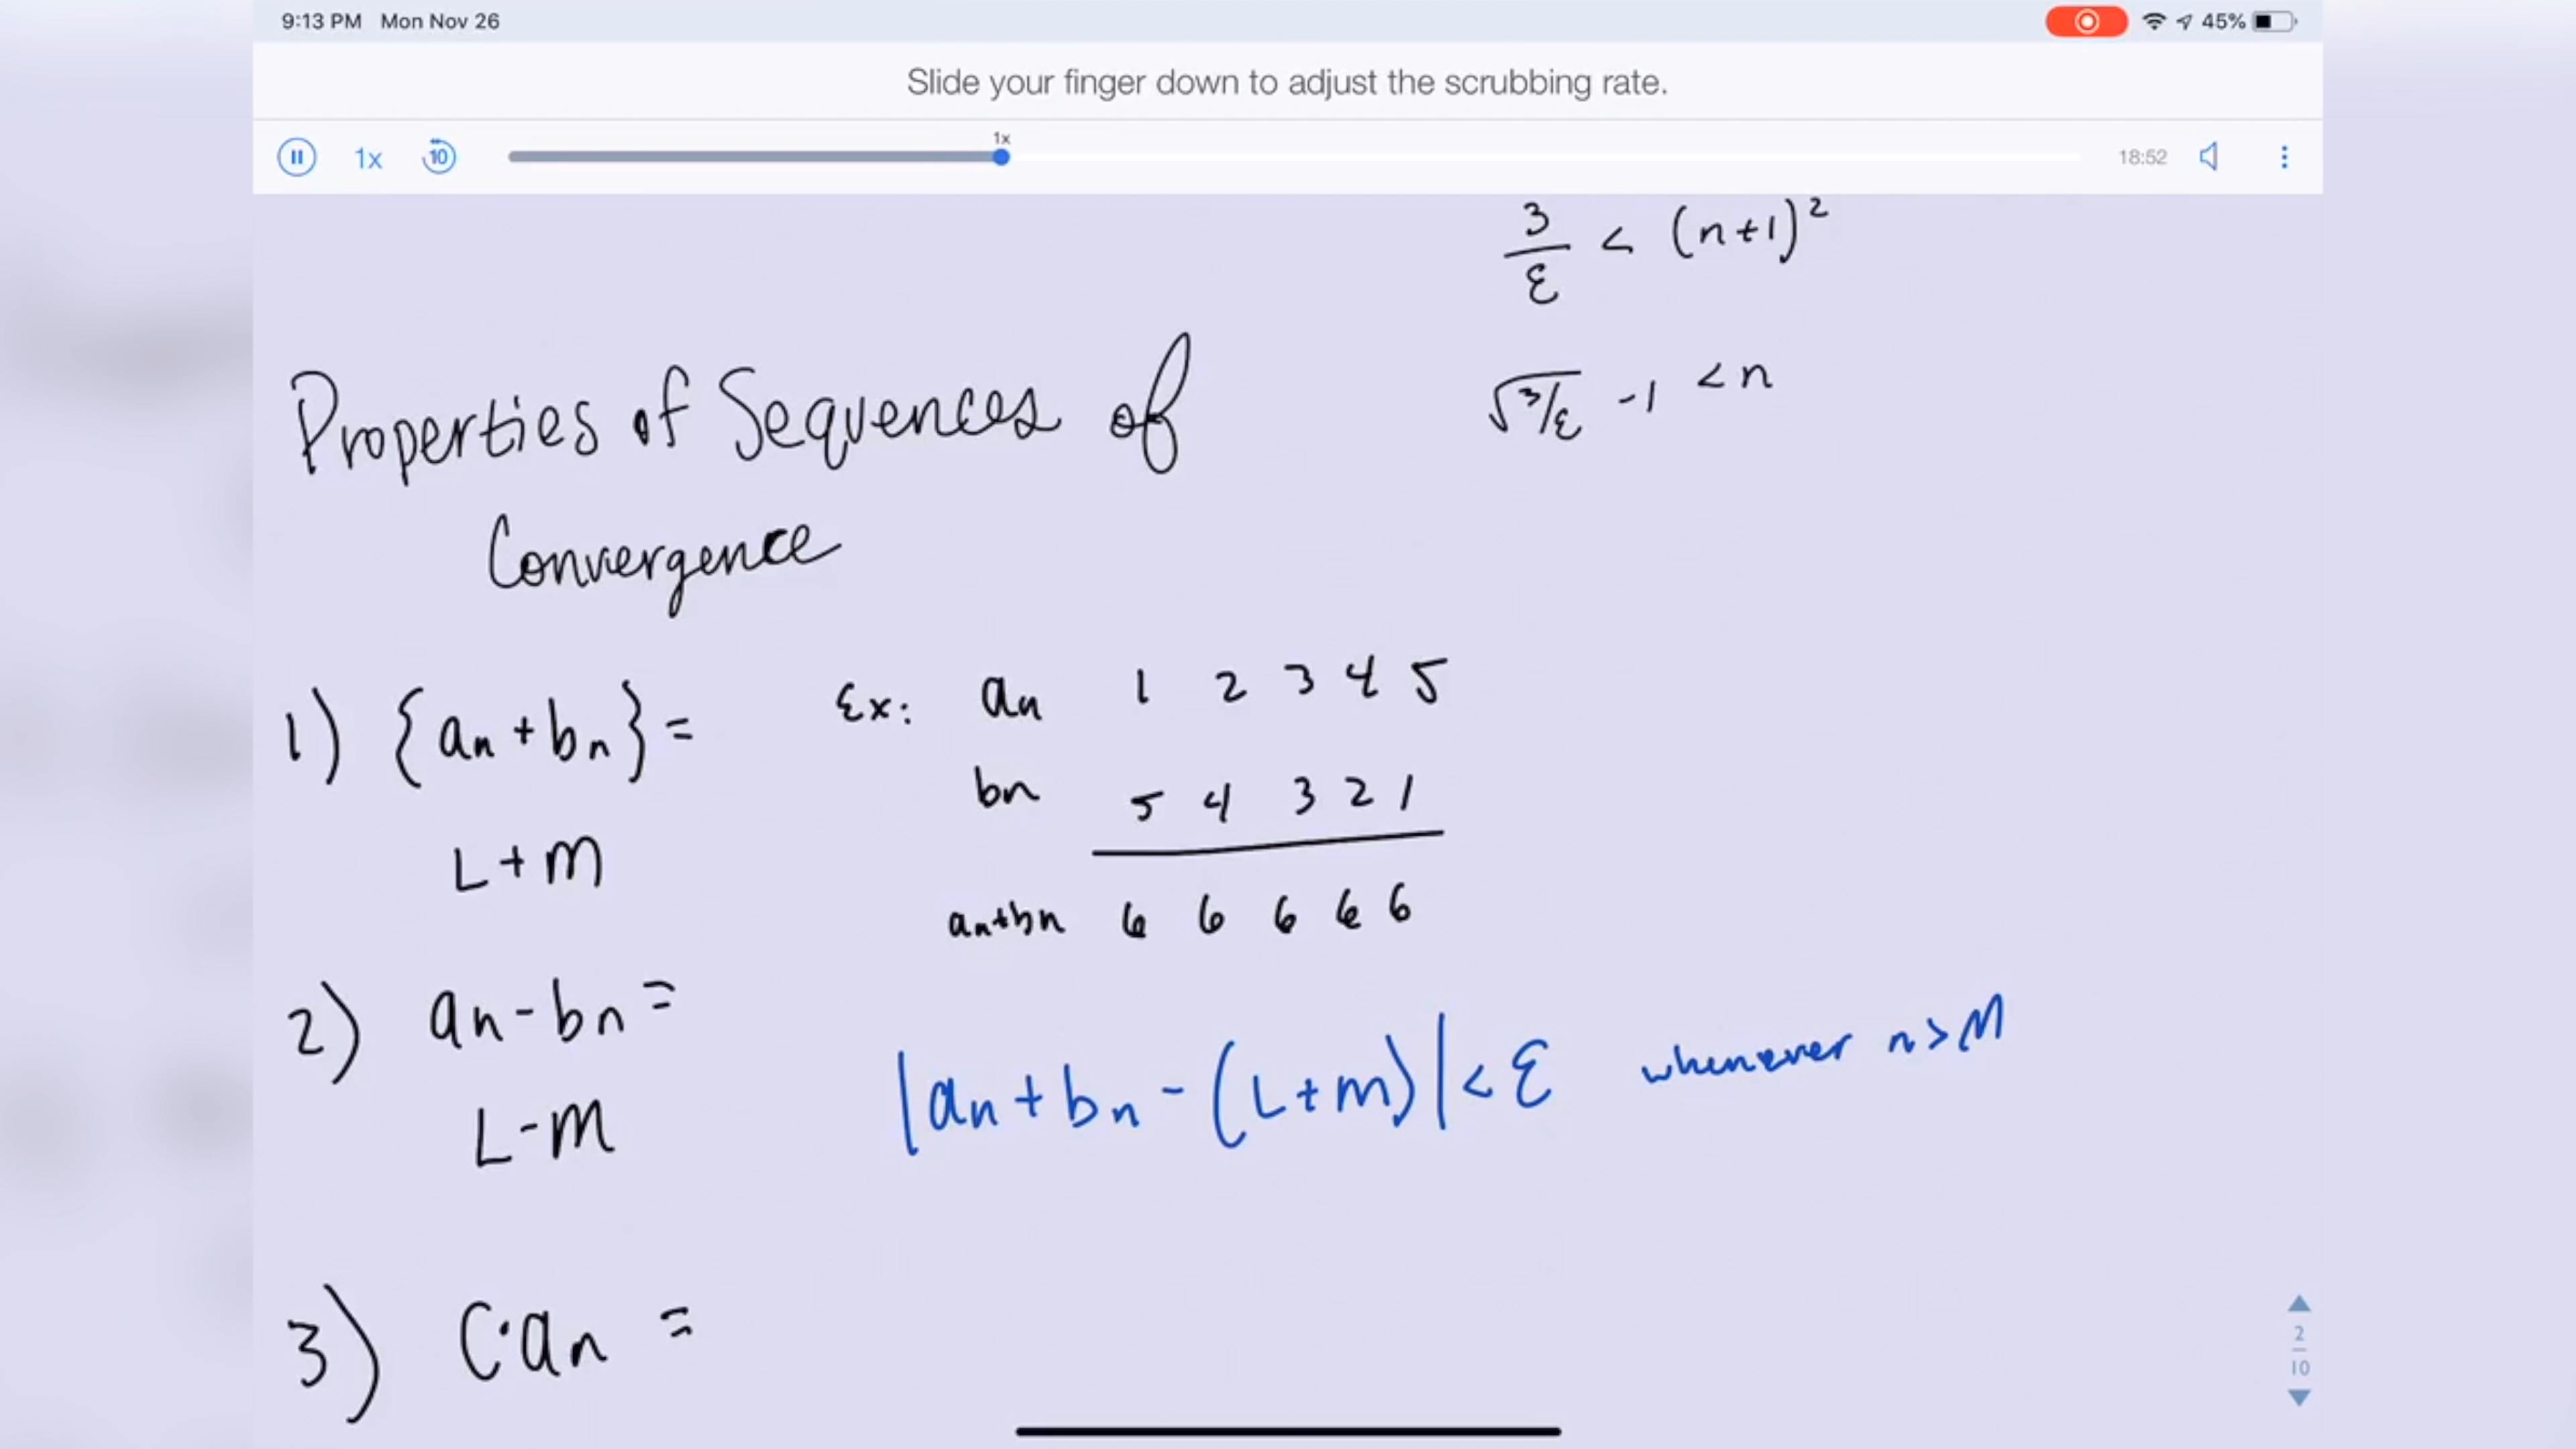 9:13 PM Mon Nov 26 45%
Slide your finger down to adjust the scrubbing rate.
1x 10 1x 18:52
3/ε < (n+1)²
√3/ε -1 < n
Properties of Sequences of
Convergence
1) {an + bn} =
L+m
Ex: an 1 2 3 4 5
bn 5 4 3 2 1
an+bn 6 6 6 6 6
2) an - bn =
L-m
|an + bn - (L+m)| < ε whenever n > M
3) C·an =
2
10